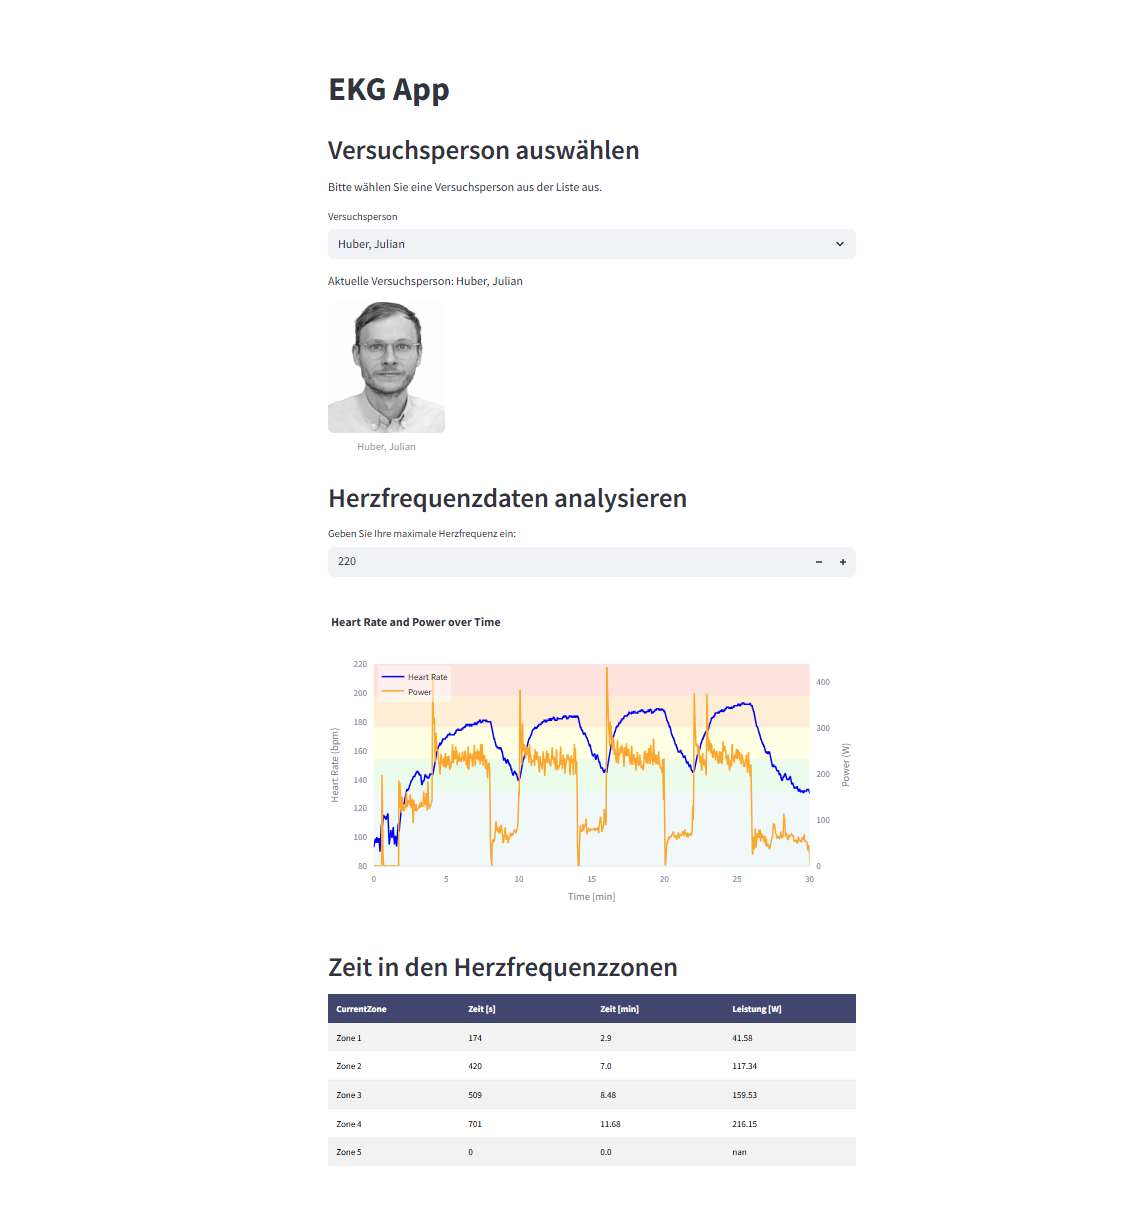 EKG App
Versuchsperson auswählen
Bitte wählen Sie eine Versuchsperson aus der Liste aus.
Versuchsperson
Huber, Julian
Aktuelle Versuchsperson: Huber, Julian
Huber, Julian
Herzfrequenzdaten analysieren
Geben Sie Ihre maximale Herzfrequenz ein:
220
Heart Rate and Power over Time
Heart Rate
Power
220
200
180
160
140
120
100
80
Heart Rate (bpm)
400
300
200
100
0
Power (W)
0 5 10 15 20 25 30
Time [min]
Zeit in den Herzfrequenzzonen
CurrentZone Zeit [s] Zeit [min] Leistung [W]
Zone 1 174 2.9 41.58
Zone 2 420 7.0 117.34
Zone 3 509 8.48 159.53
Zone 4 701 11.68 216.15
Zone 5 0 0.0 nan